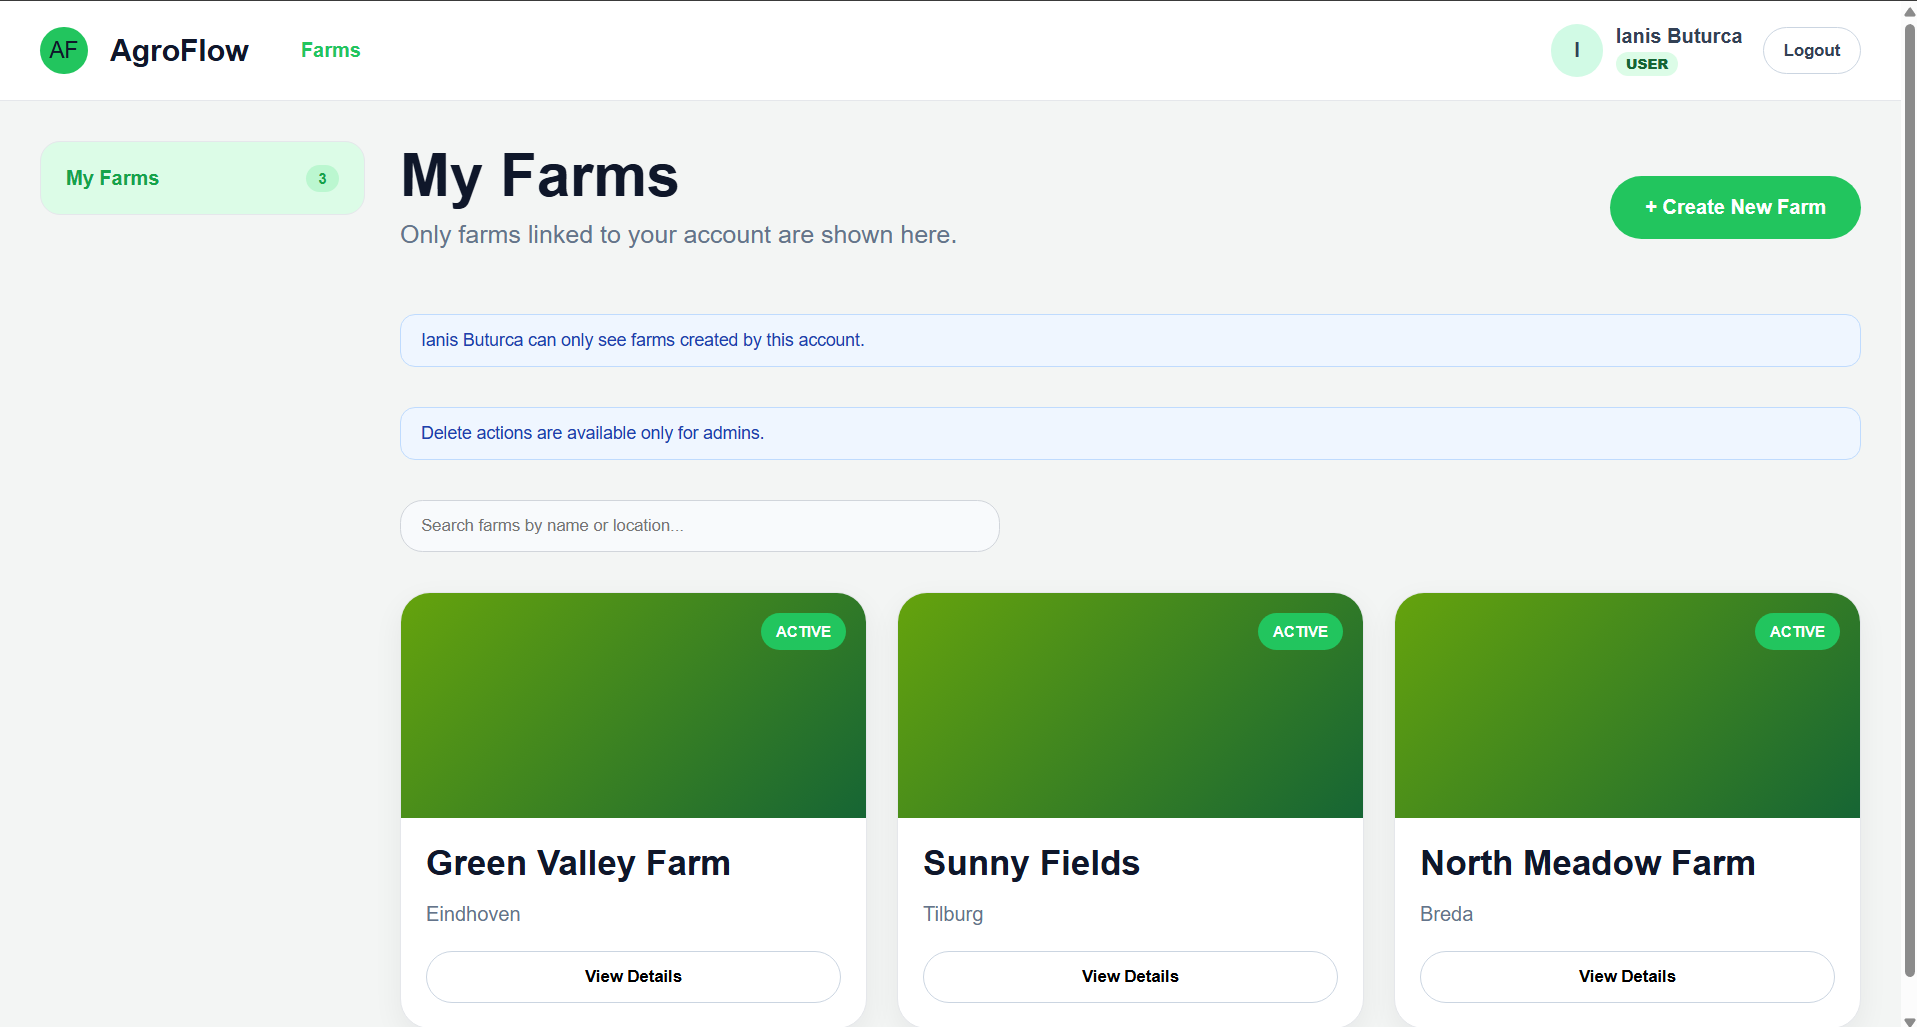 AF
AgroFlow
Farms
I
Ianis Buturca
USER
Logout
My Farms
3
My Farms
Only farms linked to your account are shown here.
+ Create New Farm
Ianis Buturca can only see farms created by this account.
Delete actions are available only for admins.
Search farms by name or location...
ACTIVE
Green Valley Farm
Eindhoven
View Details
ACTIVE
Sunny Fields
Tilburg
View Details
ACTIVE
North Meadow Farm
Breda
View Details